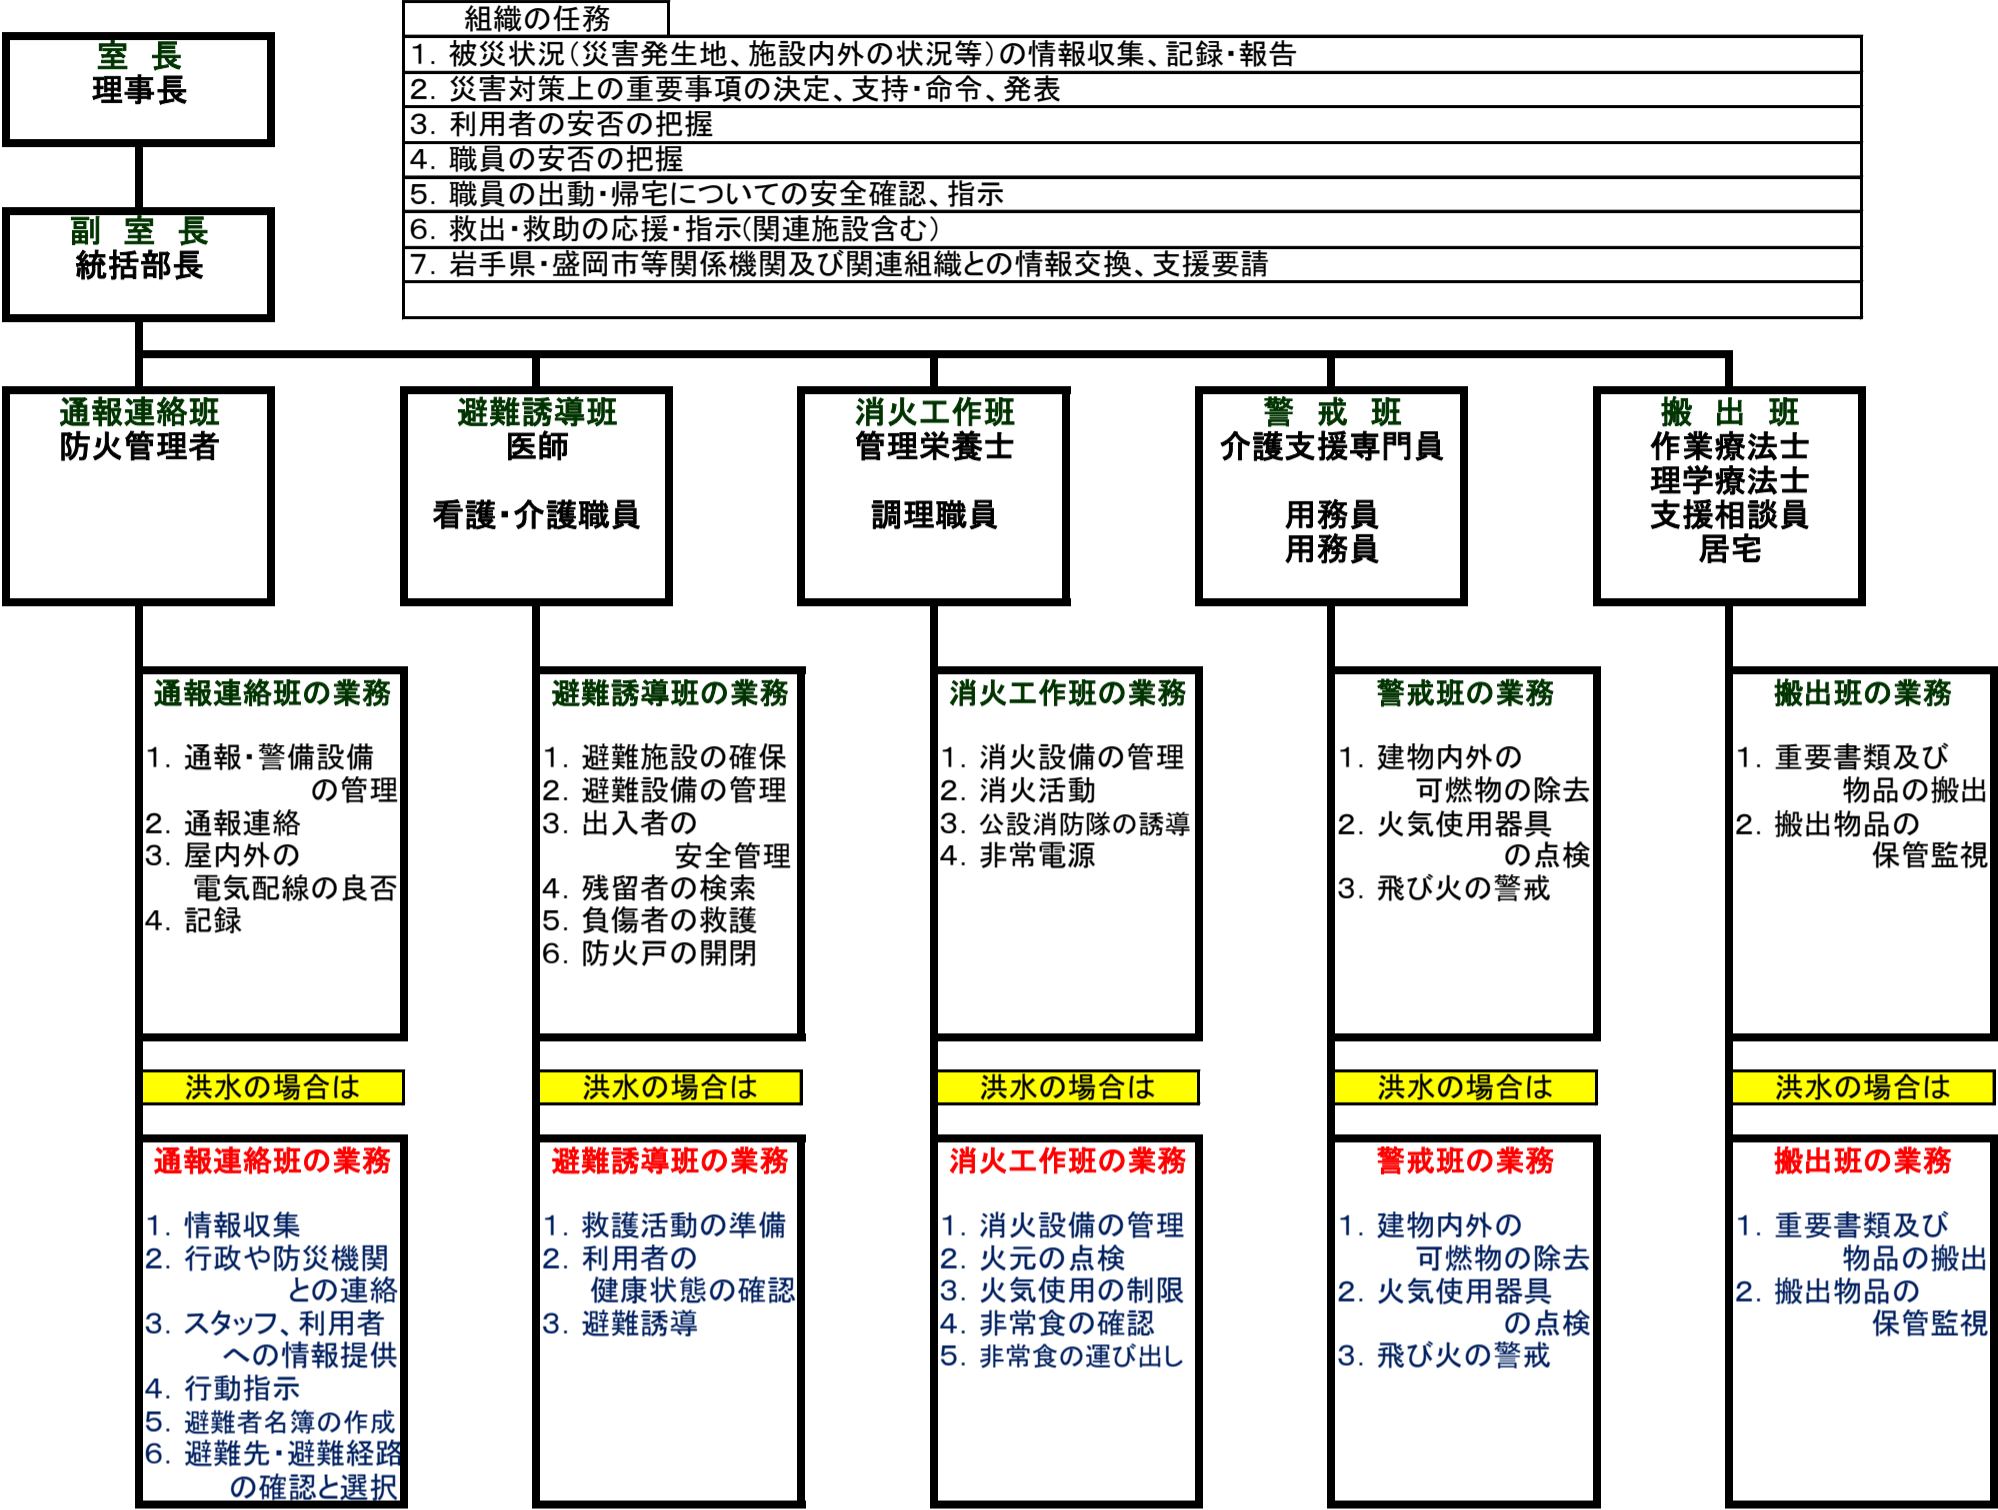 組織の任務
1. 被災状況(災害発生地、施設内外の状況等)の情報収集、記録・報告
2. 災害対策上の重要事項の決定、支持・命令、発表
3. 利用者の安否の把握
4. 職員の安否の把握
5. 職員の出動・帰宅についての安全確認、指示
6. 救出・救助の応援・指示(関連施設含む)
7. 岩手県・盛岡市等関係機関及び関連組織との情報交換、支援要請
室 長
理事長
副 室 長
統括部長
通報連絡班
防火管理者
避難誘導班
医師
看護・介護職員
消火工作班
管理栄養士
調理職員
警 戒 班
介護支援専門員
用務員
用務員
搬 出 班
作業療法士
理学療法士
支援相談員
居宅
通報連絡班の業務
1. 通報・警備設備
の管理
2. 通報連絡
3. 屋内外の
電気配線の良否
4. 記録
避難誘導班の業務
1. 避難施設の確保
2. 避難設備の管理
3. 出入者の
安全管理
4. 残留者の検索
5. 負傷者の救護
6. 防火戸の開閉
消火工作班の業務
1. 消火設備の管理
2. 消火活動
3. 公設消防隊の誘導
4. 非常電源
警戒班の業務
1. 建物内外の
可燃物の除去
2. 火気使用器具
の点検
3. 飛び火の警戒
搬出班の業務
1. 重要書類及び
物品の搬出
2. 搬出物品の
保管監視
洪水の場合は
洪水の場合は
洪水の場合は
洪水の場合は
洪水の場合は
通報連絡班の業務
1. 情報収集
2. 行政や防災機関
との連絡
3. スタッフ、利用者
への情報提供
4. 行動指示
5. 避難者名簿の作成
6. 避難先・避難経路
の確認と選択
避難誘導班の業務
1. 救護活動の準備
2. 利用者の
健康状態の確認
3. 避難誘導
消火工作班の業務
1. 消火設備の管理
2. 火元の点検
3. 火気使用の制限
4. 非常食の確認
5. 非常食の運び出し
警戒班の業務
1. 建物内外の
可燃物の除去
2. 火気使用器具
の点検
3. 飛び火の警戒
搬出班の業務
1. 重要書類及び
物品の搬出
2. 搬出物品の
保管監視